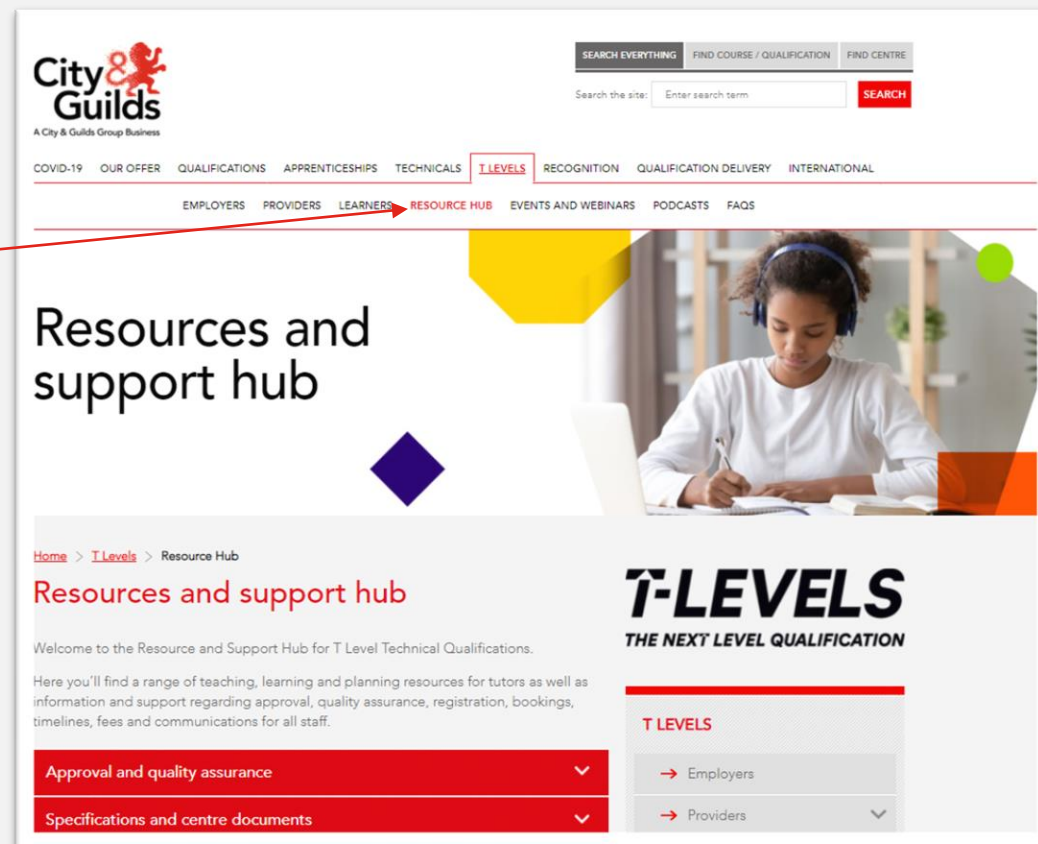 City&
Guilds
A City & Guilds Group Business
SEARCH EVERYTHING FIND COURSE / QUALIFICATION FIND CENTRE
Search the site: Enter search term SEARCH
COVID-19 OUR OFFER QUALIFICATIONS APPRENTICESHIPS TECHNICALS T LEVELS RECOGNITION QUALIFICATION DELIVERY INTERNATIONAL
EMPLOYERS PROVIDERS LEARNERS RESOURCE HUB EVENTS AND WEBINARS PODCASTS FAQS
Resources and
support hub
Home > T Levels > Resource Hub
Resources and support hub
Welcome to the Resource and Support Hub for T Level Technical Qualifications.
Here you'll find a range of teaching, learning and planning resources for tutors as well as
information and support regarding approval, quality assurance, registration, bookings,
timelines, fees and communications for all staff.
Approval and quality assurance
Specifications and centre documents
T-LEVELS
THE NEXT LEVEL QUALIFICATION
T LEVELS
Employers
Providers